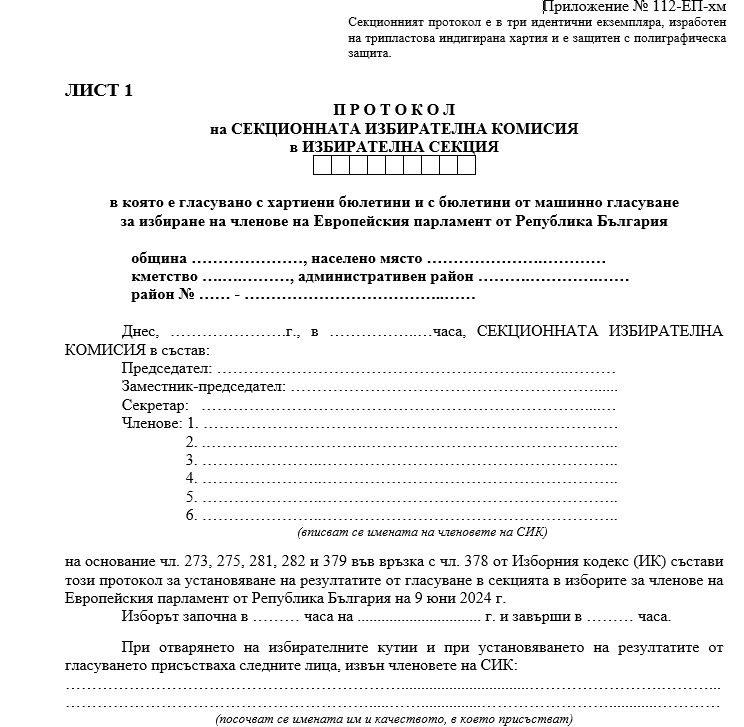 Приложение № 112-ЕП-хм
Секционният протокол е в три идентични екземпляра, изработен
на трипластова индигирана хартия и е защитен с полиграфическа
защита.
ЛИСТ 1
П Р О Т О К О Л
на СЕКЦИОННАТА ИЗБИРАТЕЛНА КОМИСИЯ
в ИЗБИРАТЕЛНА СЕКЦИЯ
в която е гласувано с хартиени бюлетини и с бюлетини от машинно гласуване
за избиране на членове на Европейския парламент от Република България
община …………………, населено място …………………..…………
кметство ………..……, административен район ………..………….……
район № …… - …………………………………..……
Днес, ………………….г., в …………….…часа, СЕКЦИОННАТА ИЗБИРАТЕЛНА
КОМИСИЯ в състав:
Председател: ……………………………………………………..…………
Заместник-председател: ………………………………………………......
Секретар: ………………………………………………………………...…
Членове: 1. …………………..…………………………………………………
2. ………...………..………………………………………………...
3. …………………..………………………………………………...
4. …………………..………………………………………………...
5. …………………..………………………………………………...
6. …………………..………………………………………………...
(вписват се имената на членовете на СИК)
на основание чл. 273, 275, 281, 282 и 379 във връзка с чл. 378 от Изборния кодекс (ИК) състави
този протокол за установяване на резултатите от гласуване в секцията в изборите за членове на
Европейския парламент от Република България на 9 юни 2024 г.
Изборът започна в ……… часа на ................................ г. и завърши в ……… часа.
При отварянето на избирателните кутии и при установяването на резултатите от
гласуването присъстваха следните лица, извън членовете на СИК:
………………………………………………………......................................………………………………...
………………………………………………………......................................……………………...………..
(посочват се имената им и качеството, в което присъстват)